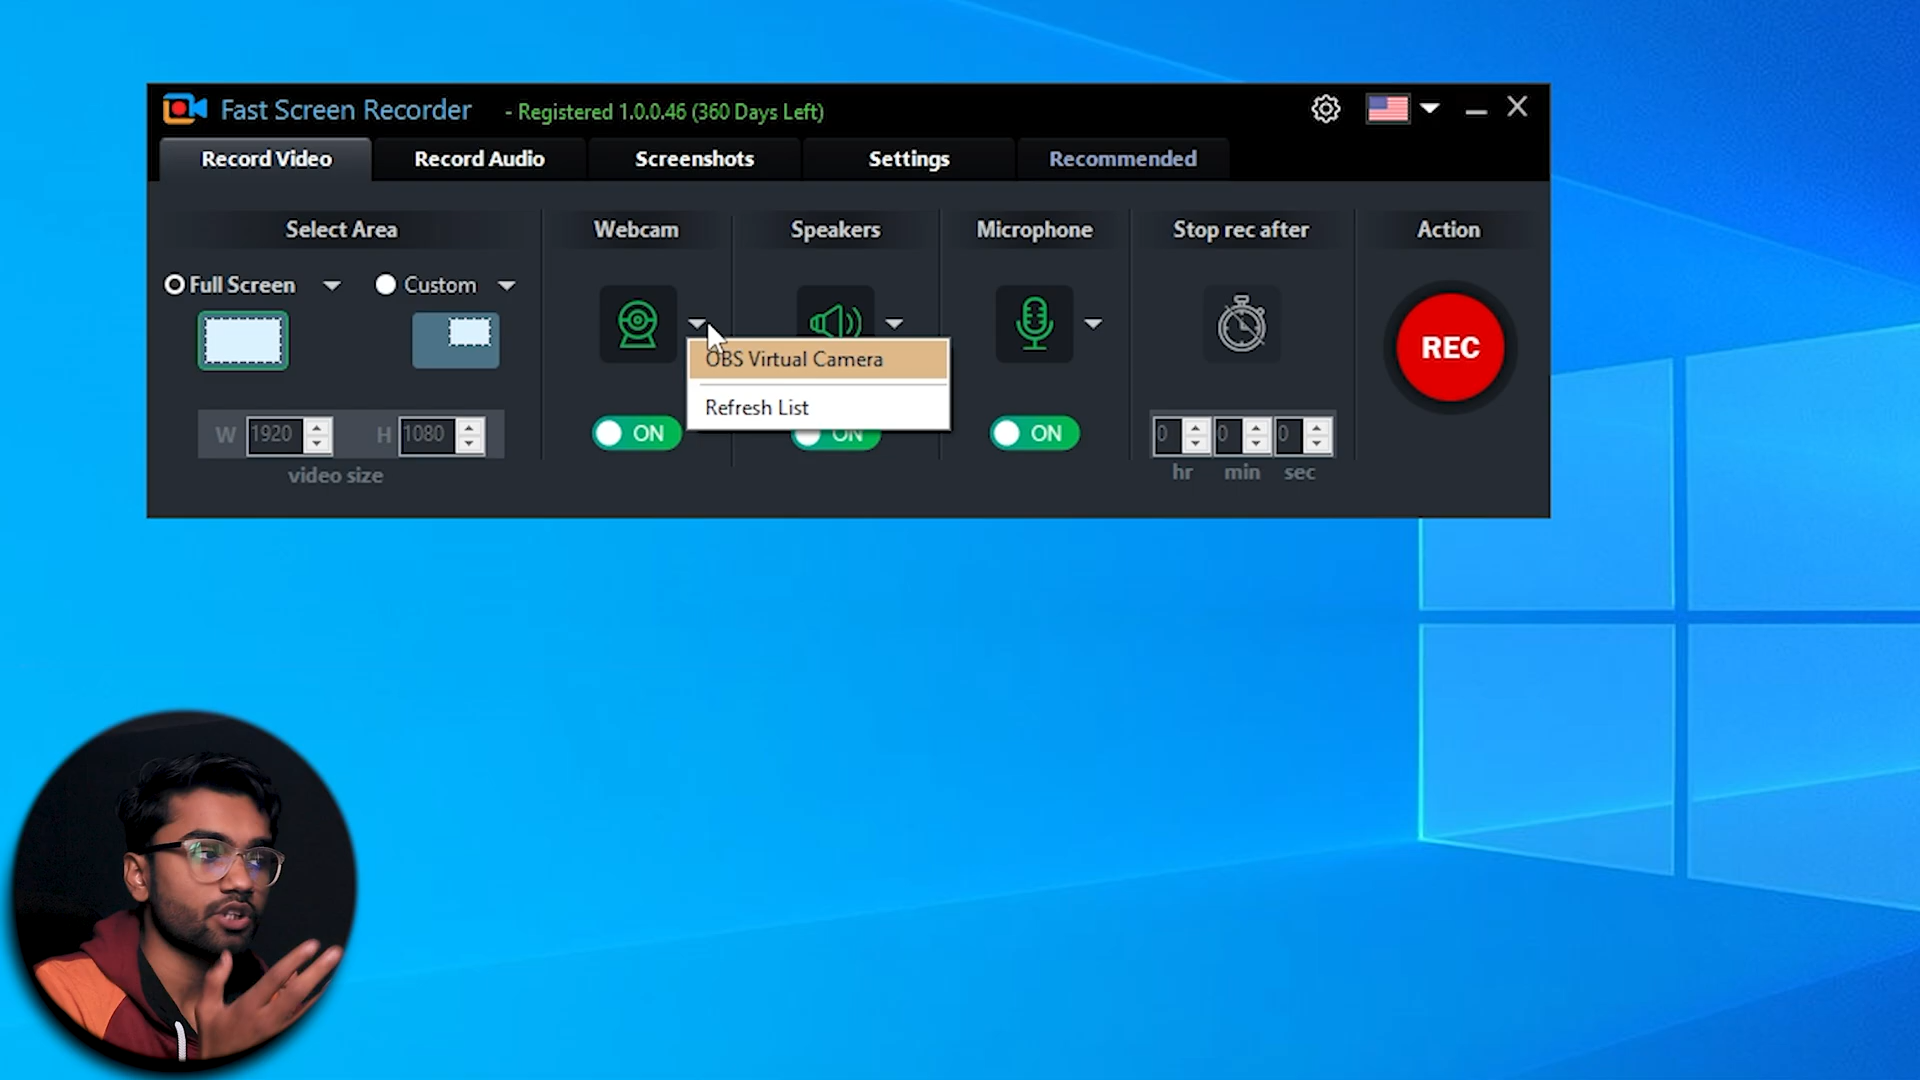 Fast Screen Recorder - Registered 1.0.0.46 (360 Days Left)
Record Video Record Audio Screenshots Settings Recommended
Select Area Webcam Speakers Microphone Stop rec after Action
Full Screen Custom
REC
OBS Virtual Camera
Refresh List
W 1920 H 1080 ON ON ON 0 0 0
video size hr min sec